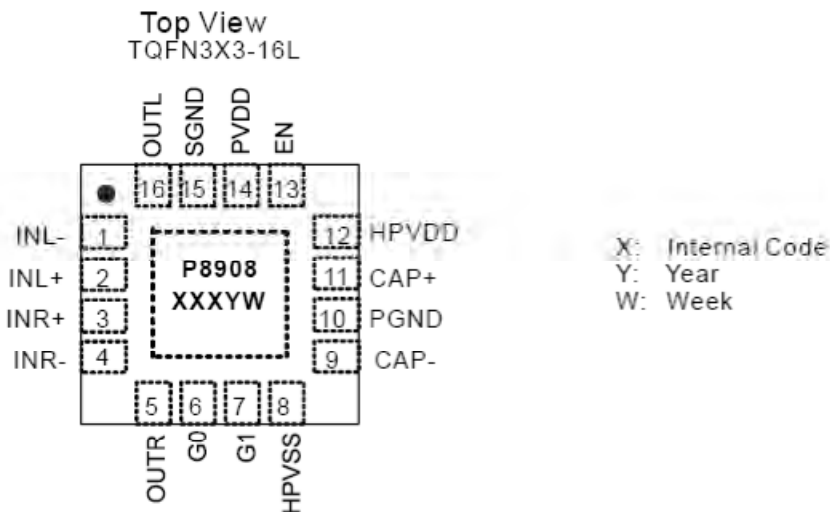 Top View
TQFN3X3-16L
OUTL SGND PVDD EN
16 15 14 13
INL- 1 12 HPVDD
INL+ 2 11 CAP+
INR+ 3 10 PGND
INR- 4 9 CAP-
P8908
XXXYW
5 6 7 8
OUTR G0 G1 HPVSS
X: Internal Code
Y: Year
W: Week